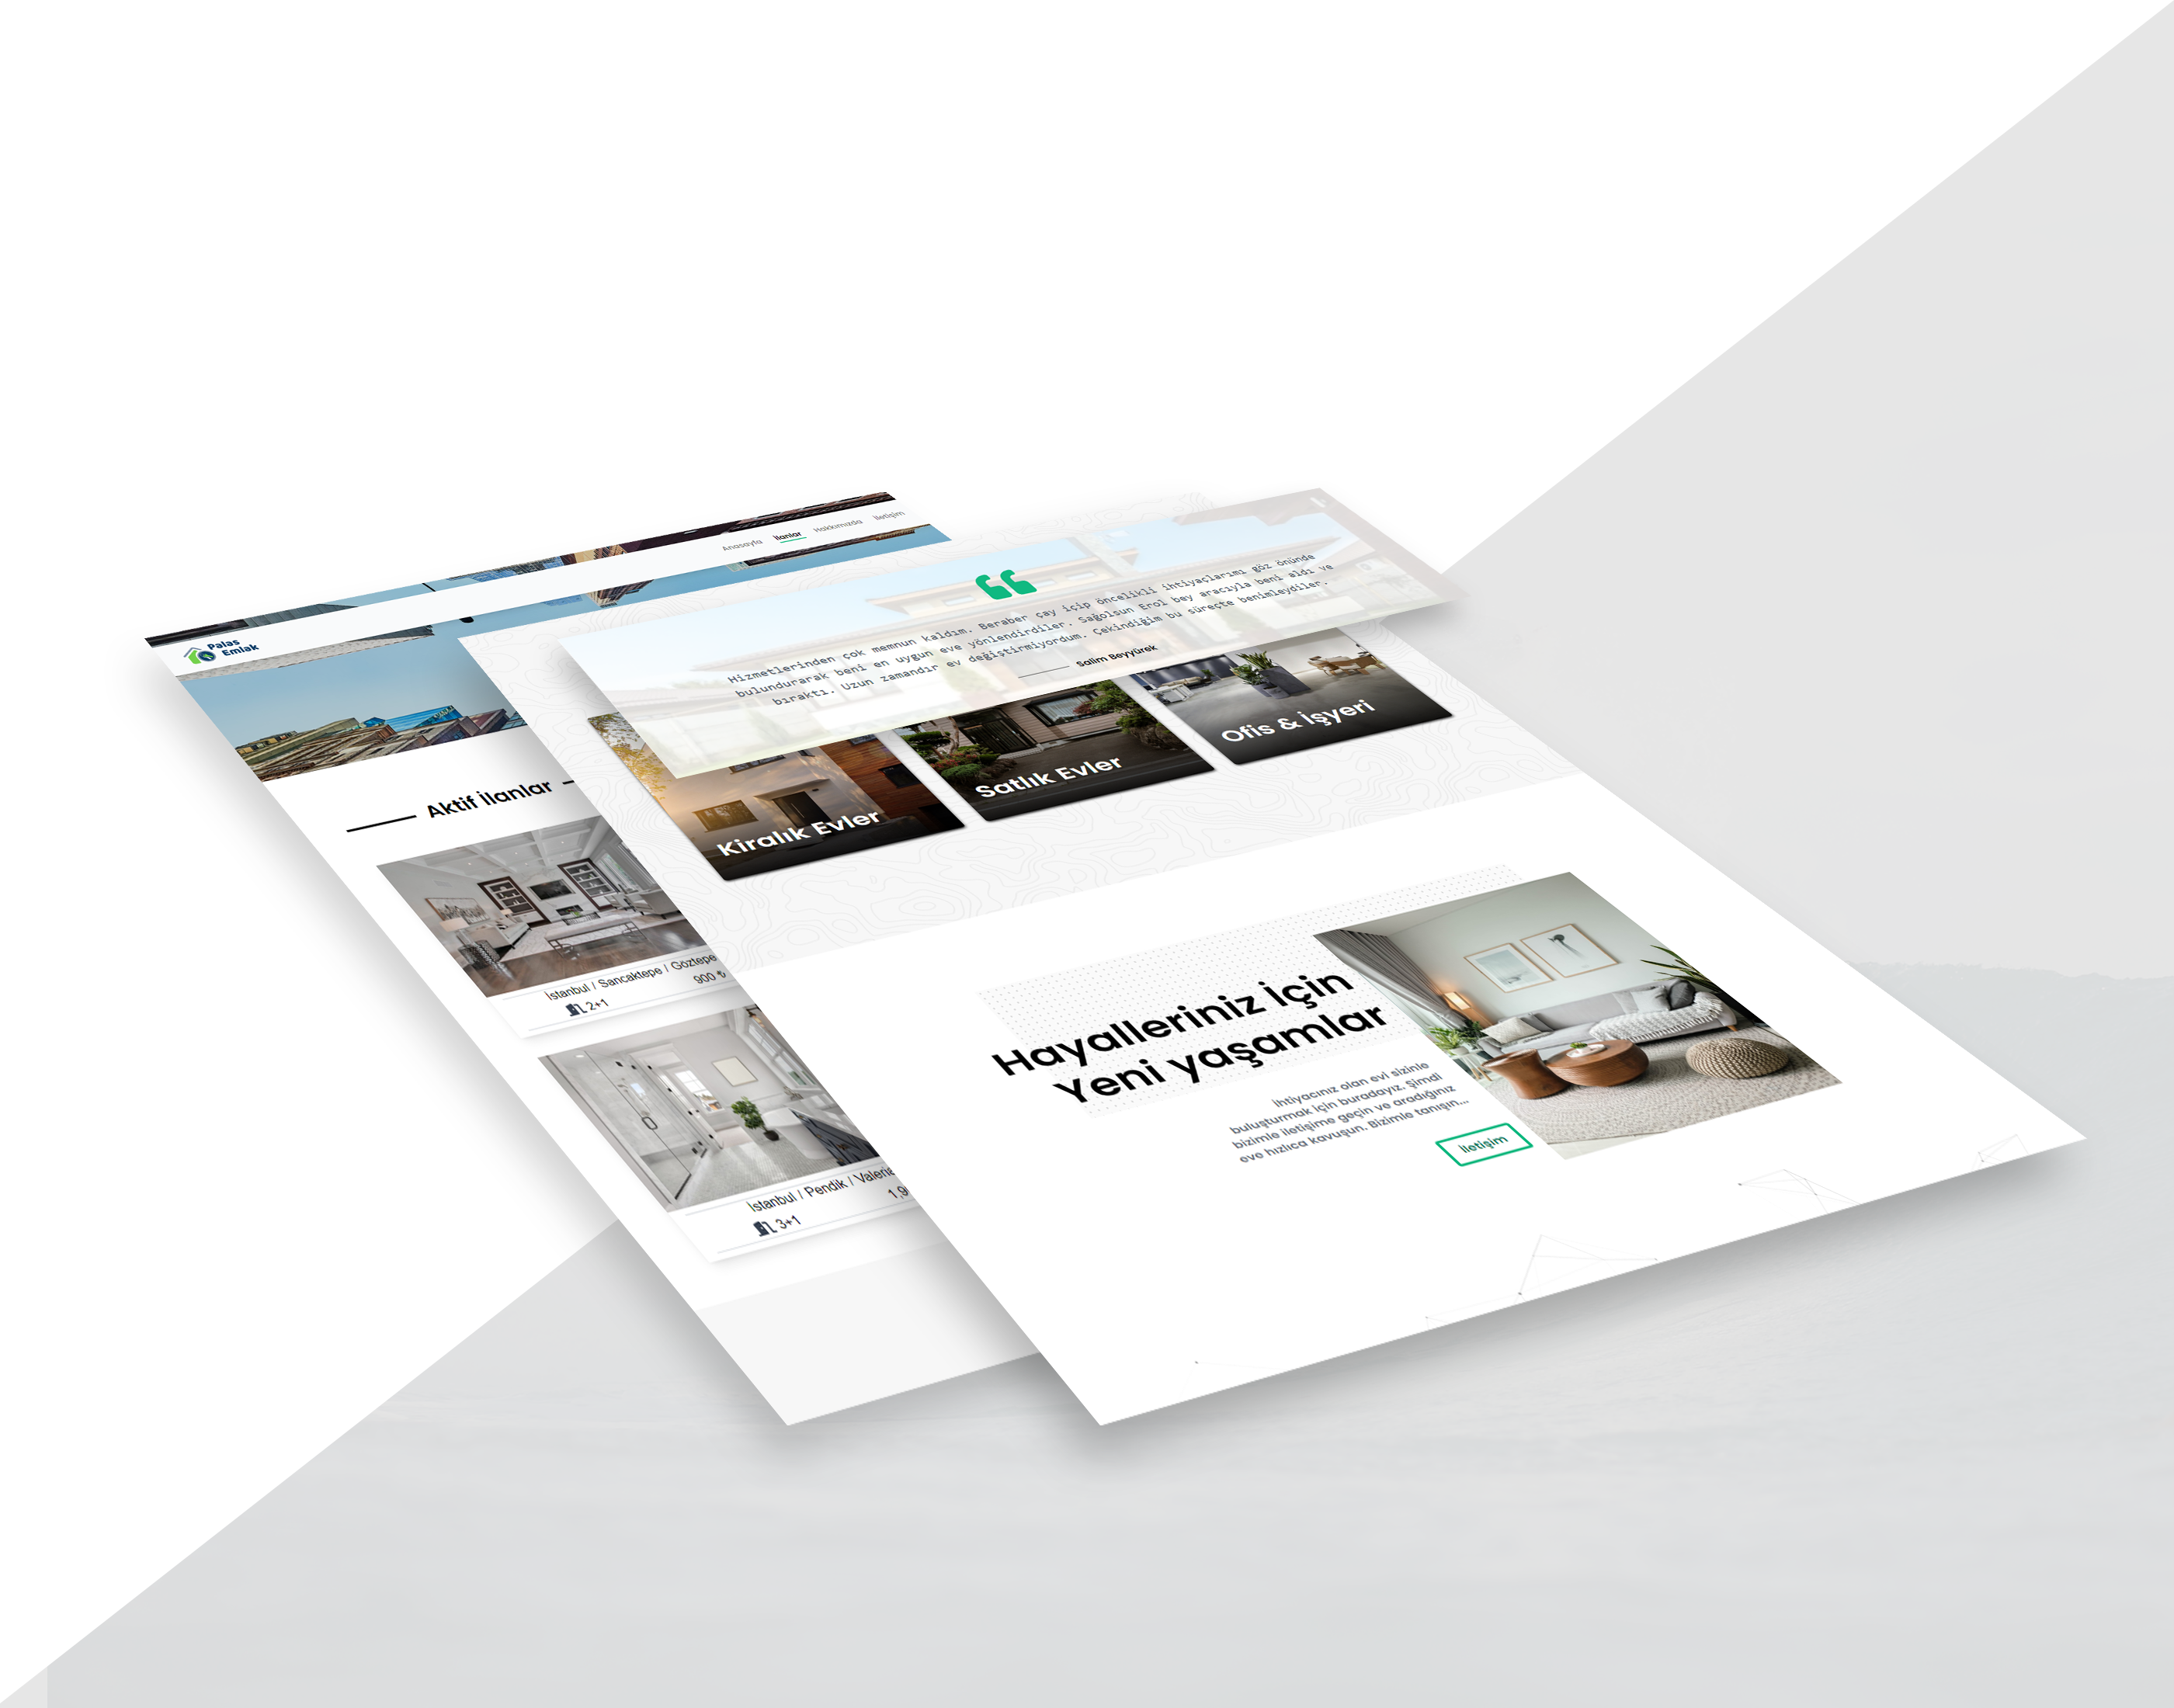 Palas
Emlak
Anasayfa İlanlar Hakkımızda İletişim
Aktif İlanlar
İstanbul / Sancaktepe / Göztepe
2+1 900 ₺
İstanbul / Pendik /
3+1
Hizmetlerinden çok memnun kaldım. Beraber çay içip öncelikli ihtiyaçlarımı göz önünde
bulundurarak beni en uygun eve yönlendirdiler. Sağolsun Erol bey aracıyla beni aldı ve
bıraktı. Uzun zamandır ev değiştirmiyordum. Çekindiğim bu süreçte benimleydiler.
Salim Beyyürek
Kiralık Evler
Satlık Evler
Ofis & İşyeri
Hayalleriniz İçin
Yeni yaşamlar
İhtiyacınız olan evi sizinle
buluşturmak için buradayız. Şimdi
bizimle iletişime geçin ve aradığınız
eve hızlıca kavuşun. Bizimle tanışın...
İletişim